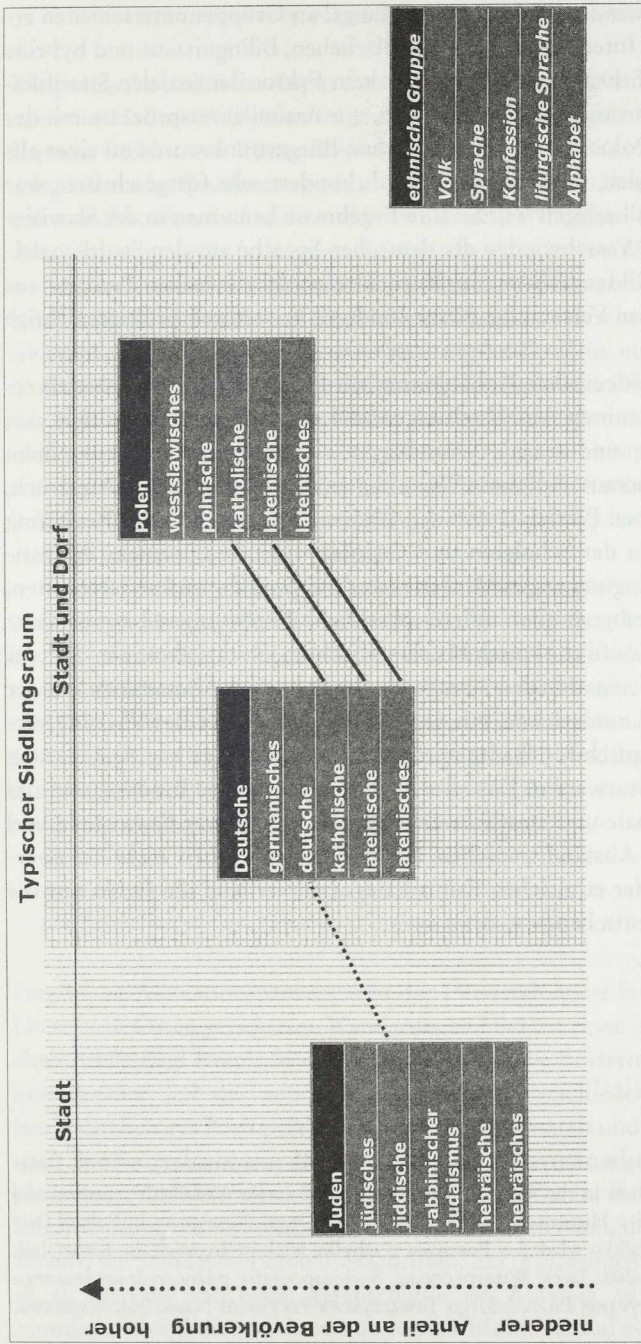 Typischer Siedlungsraum
Stadt
Stadt und Dorf
Anteil an der Bevölkerung
hoher
niederer
Juden
jüdisches
jiddische
rabbinischer
Judaismus
hebräische
hebräisches
Deutsche
germanisches
deutsche
katholische
lateinische
lateinisches
Polen
westslawisches
polnische
katholische
lateinische
lateinisches
ethnische Gruppe
Volk
Sprache
Konfession
liturgische Sprache
Alphabet